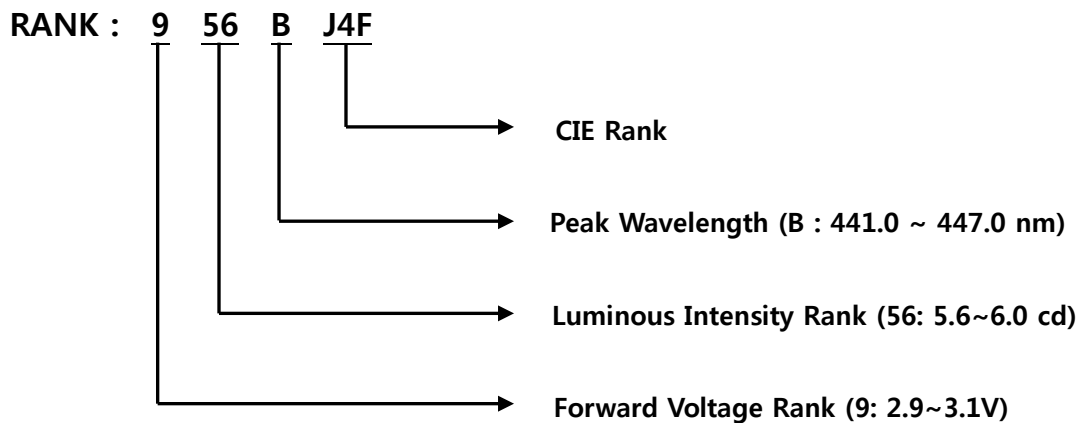 RANK : 9 56 B J4F
CIE Rank
Peak Wavelength (B : 441.0 ~ 447.0 nm)
Luminous Intensity Rank (56: 5.6~6.0 cd)
Forward Voltage Rank (9: 2.9~3.1V)